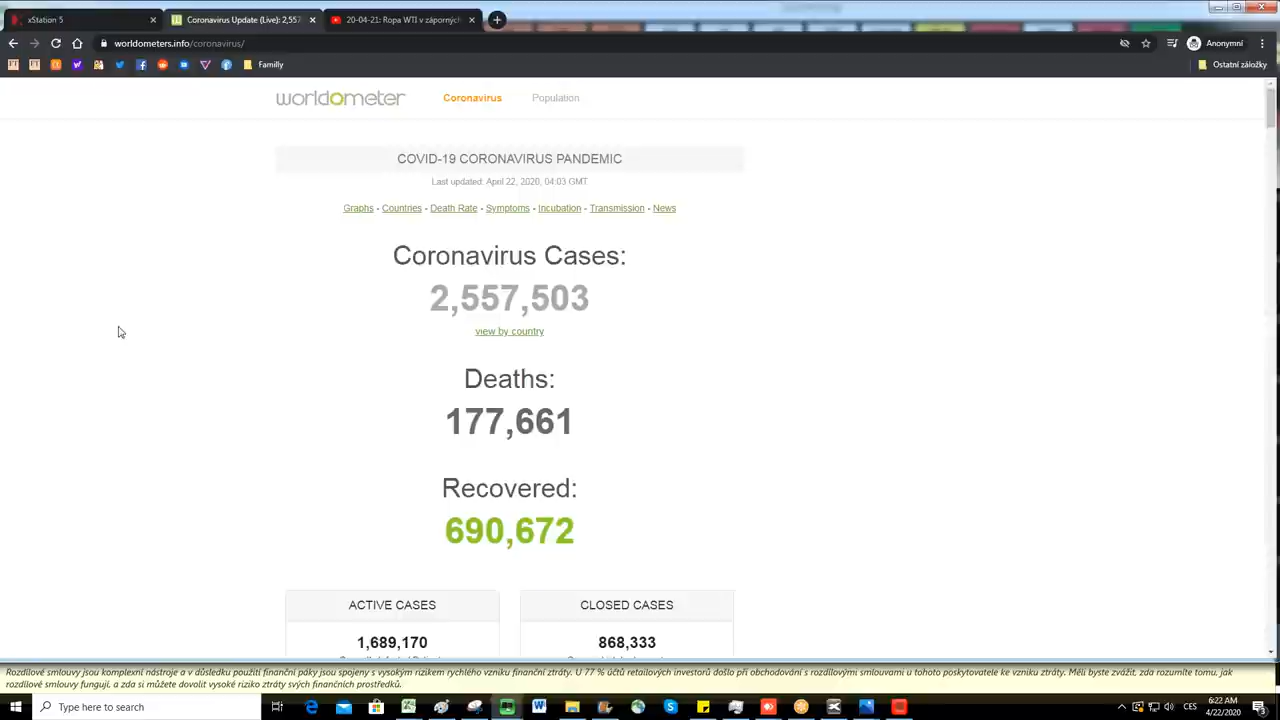 xStation 5
Coronavirus Update (Live): 2,557
20-04-21: Ropa WTI v záporných
worldometers.info/coronavirus/
Anonymní
Familly
Ostatní záložky
worldometer
Coronavirus
Population
COVID-19 CORONAVIRUS PANDEMIC
Last updated: April 22, 2020, 04:03 GMT
Graphs - Countries - Death Rate - Symptoms - Incubation - Transmission - News
Coronavirus Cases:
2,557,503
view by country
Deaths:
177,661
Recovered:
690,672
ACTIVE CASES
CLOSED CASES
1,689,170
868,333
Rozdílové smlouvy jsou komplexní nástroje a v důsledku použití finanční páky jsou spojeny s vysokým rizikem rychlého vzniku finanční ztráty. U 77 % účtů retailových investorů došlo při obchodování s rozdílovými smlouvami u tohoto poskytovatele ke vzniku ztráty. Měli byste zvážit, zda rozumíte tomu, jak
rozdílové smlouvy fungují, a zda si můžete dovolit vysoké riziko ztráty svých finančních prostředků.
Type here to search
CES
6:22 AM
4/22/2020